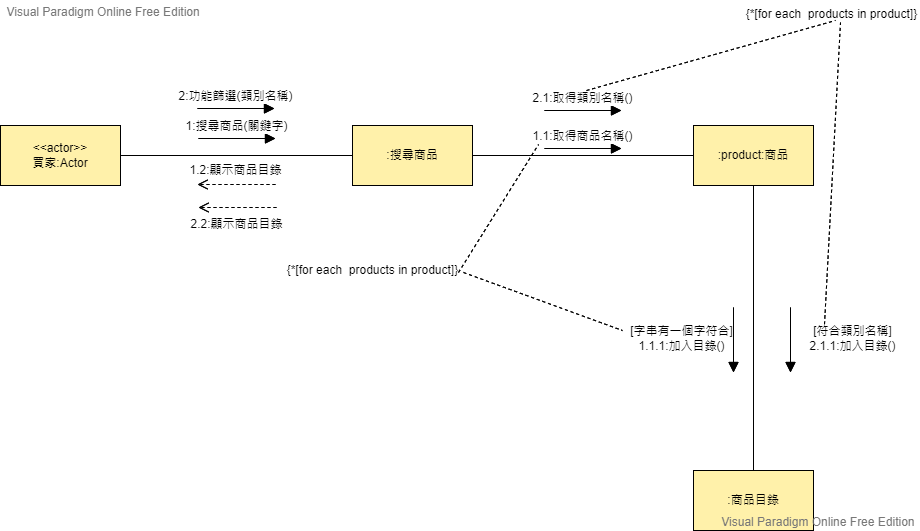 Visual Paradigm Online Free Edition
{*[for each  products in product]}
2:功能篩選(類別名稱)
2.1:取得類別名稱()
1:搜尋商品(關鍵字)
1.1:取得商品名稱()
<<actor>>
買家:Actor
:搜尋商品
:product:商品
1.2:顯示商品目錄
2.2:顯示商品目錄
{*[for each  products in product]}
[字串有一個字符合]
1.1.1:加入目錄()
[符合類別名稱]
2.1.1:加入目錄()
:商品目錄
Visual Paradigm Online Free Edition